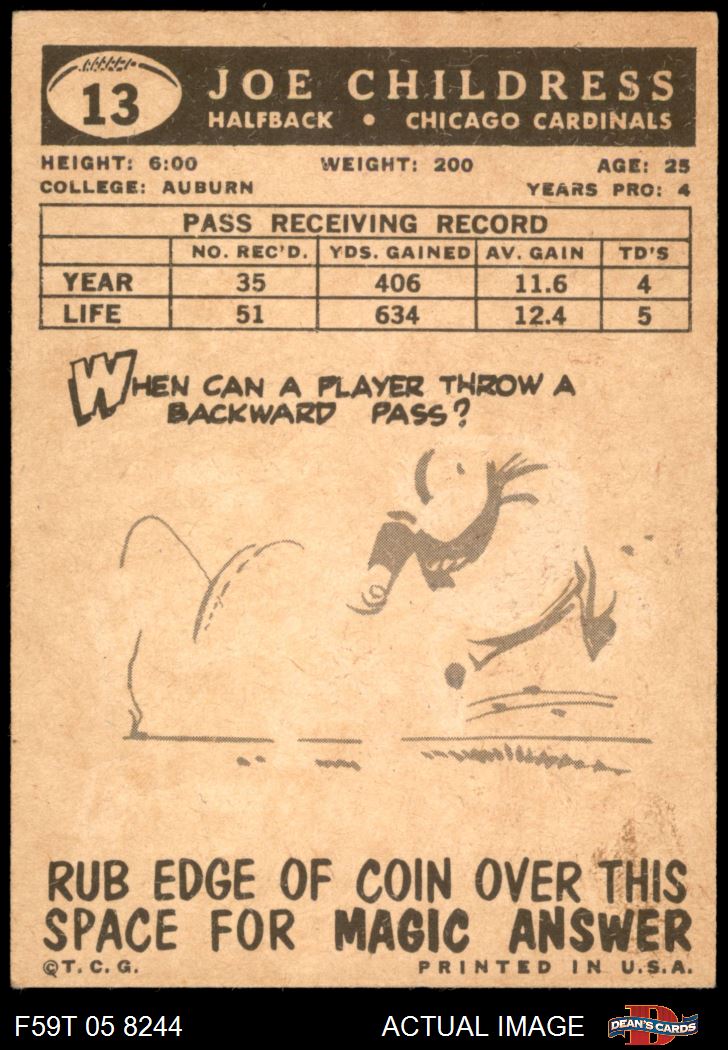 13
JOE CHILDRESS
HALFBACK • CHICAGO CARDINALS
HEIGHT: 6:00 WEIGHT: 200 AGE: 25
COLLEGE: AUBURN YEARS PRO: 4
PASS RECEIVING RECORD
NO. REC'D. YDS. GAINED AV. GAIN TD'S
YEAR 35 406 11.6 4
LIFE 51 634 12.4 5
WHEN CAN A PLAYER THROW A
BACKWARD PASS?
RUB EDGE OF COIN OVER THIS
SPACE FOR MAGIC ANSWER
©T.C.G. PRINTED IN U.S.A.
F59T 05 8244 ACTUAL IMAGE DEAN'S CARDS